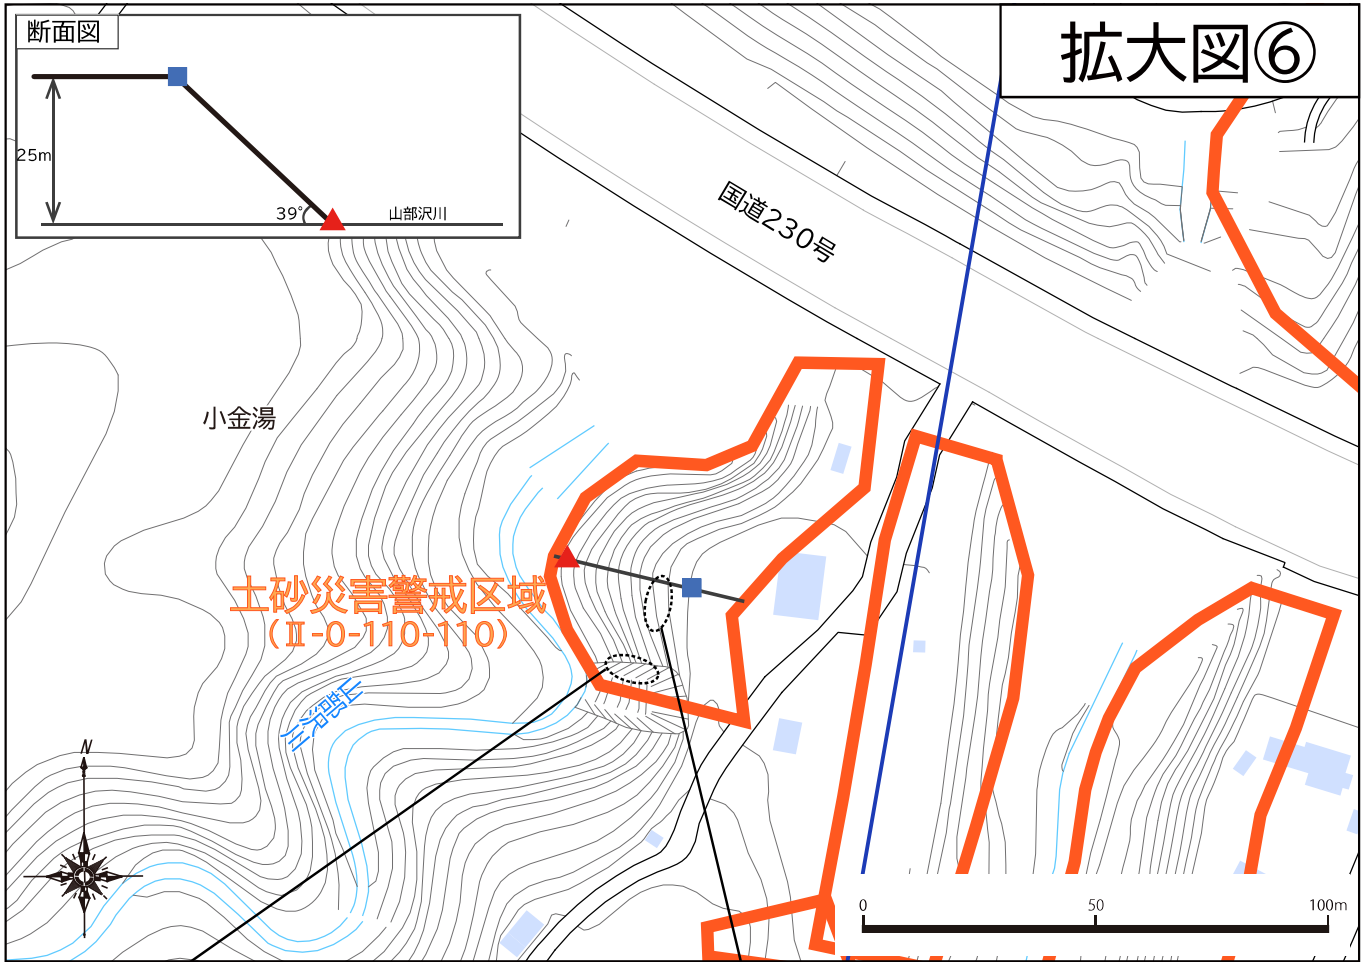 断面図
拡大図⑥
25m
39°
山部沢川
国道230号
小金湯
土砂災害警戒区域
（Ⅱ-0-110-110）
山部沢川
N
0 50 100m